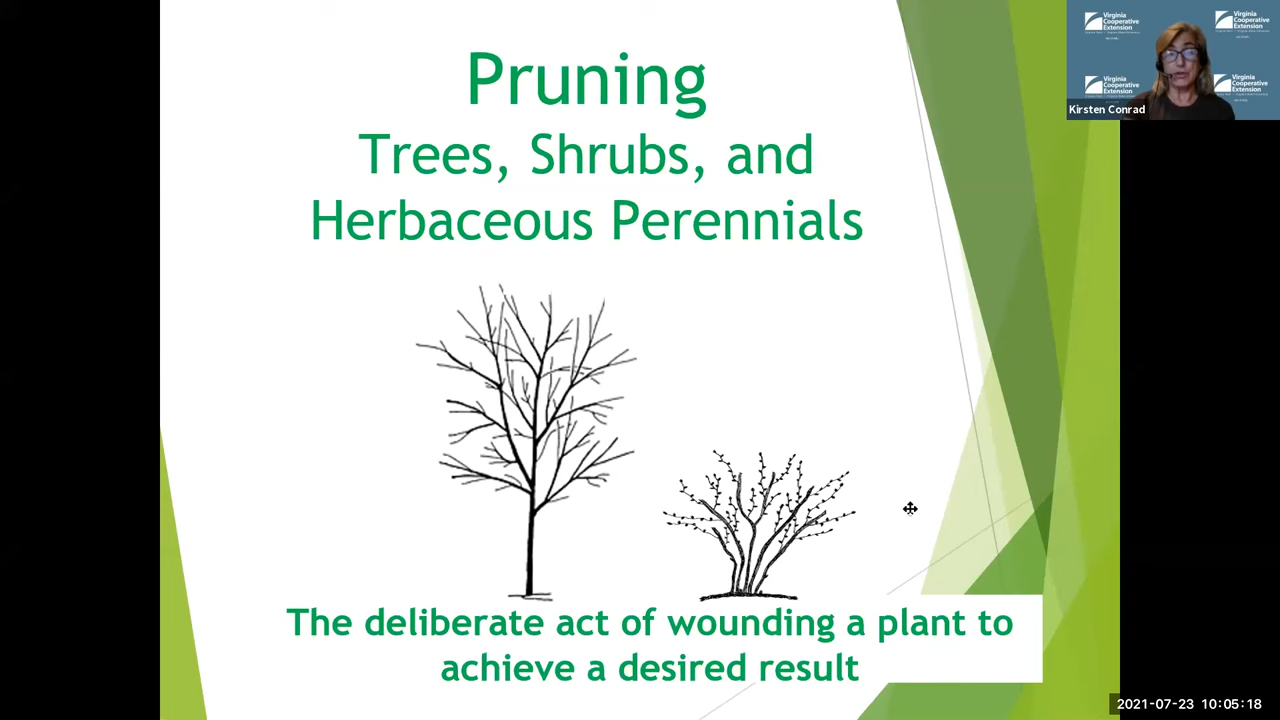 Pruning
Trees, Shrubs, and
Herbaceous Perennials
The deliberate act of wounding a plant to
achieve a desired result
Virginia
Cooperative
Extension
Virginia
Cooperative
Extension
Virginia
Cooperative
Extension
Virginia
Cooperative
Extension
Kirsten Conrad
2021-07-23 10:05:18